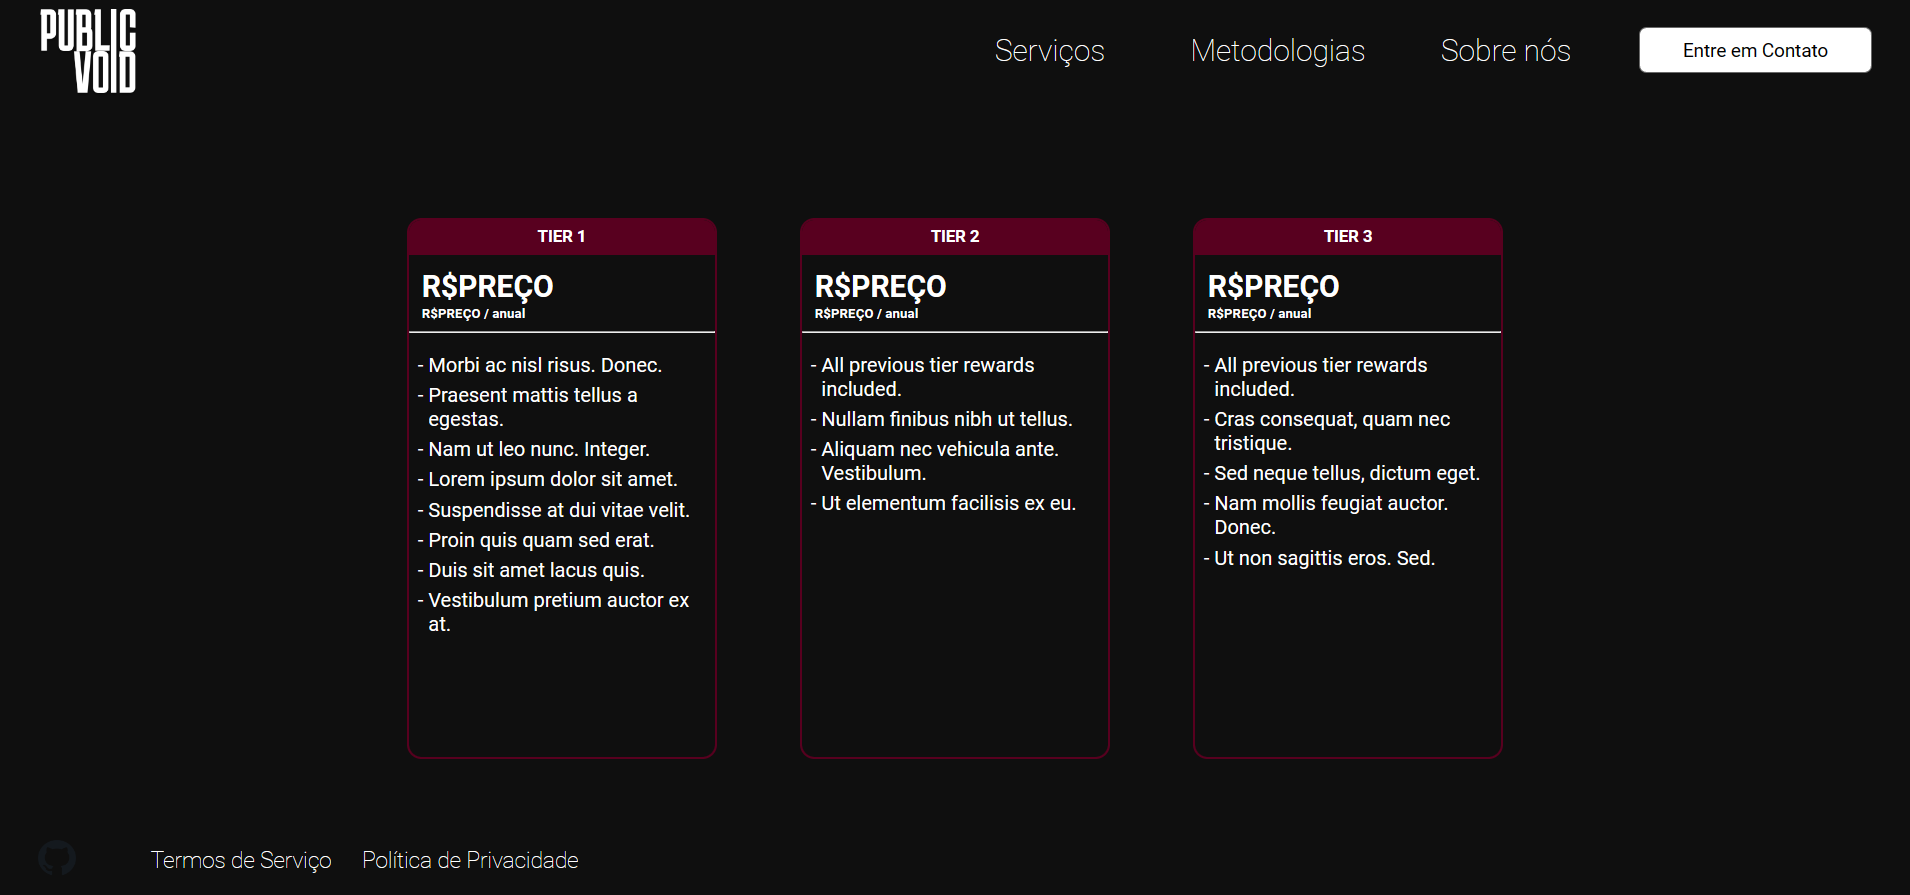 PUBLIC
VOID
Serviços
Metodologias
Sobre nós
Entre em Contato
TIER 1
R$PREÇO
R$PREÇO / anual
- Morbi ac nisl risus. Donec.
- Praesent mattis tellus a
egestas.
- Nam ut leo nunc. Integer.
- Lorem ipsum dolor sit amet.
- Suspendisse at dui vitae velit.
- Proin quis quam sed erat.
- Duis sit amet lacus quis.
- Vestibulum pretium auctor ex
at.
TIER 2
R$PREÇO
R$PREÇO / anual
- All previous tier rewards
included.
- Nullam finibus nibh ut tellus.
- Aliquam nec vehicula ante.
Vestibulum.
- Ut elementum facilisis ex eu.
TIER 3
R$PREÇO
R$PREÇO / anual
- All previous tier rewards
included.
- Cras consequat, quam nec
tristique.
- Sed neque tellus, dictum eget.
- Nam mollis feugiat auctor.
Donec.
- Ut non sagittis eros. Sed.
Termos de Serviço
Política de Privacidade